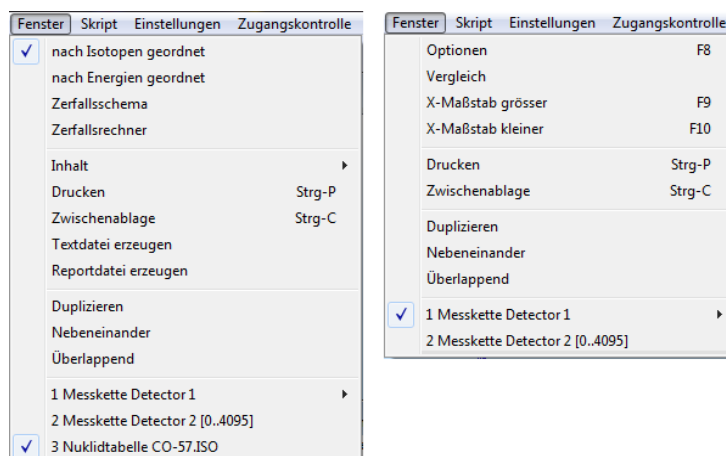 Fenster Skript Einstellungen Zugangskontrolle
nach Isotopen geordnet
nach Energien geordnet
Zerfallsschema
Zerfallsrechner
Inhalt
Drucken Strg-P
Zwischenablage Strg-C
Textdatei erzeugen
Reportdatei erzeugen
Duplizieren
Nebeneinander
Überlappend
1 Messkette Detector 1
2 Messkette Detector 2 [0..4095]
3 Nuklidtabelle CO-57.ISO
Fenster Skript Einstellungen Zugangskontrolle
Optionen F8
Vergleich
X-Maßstab grösser F9
X-Maßstab kleiner F10
Drucken Strg-P
Zwischenablage Strg-C
Duplizieren
Nebeneinander
Überlappend
1 Messkette Detector 1
2 Messkette Detector 2 [0..4095]